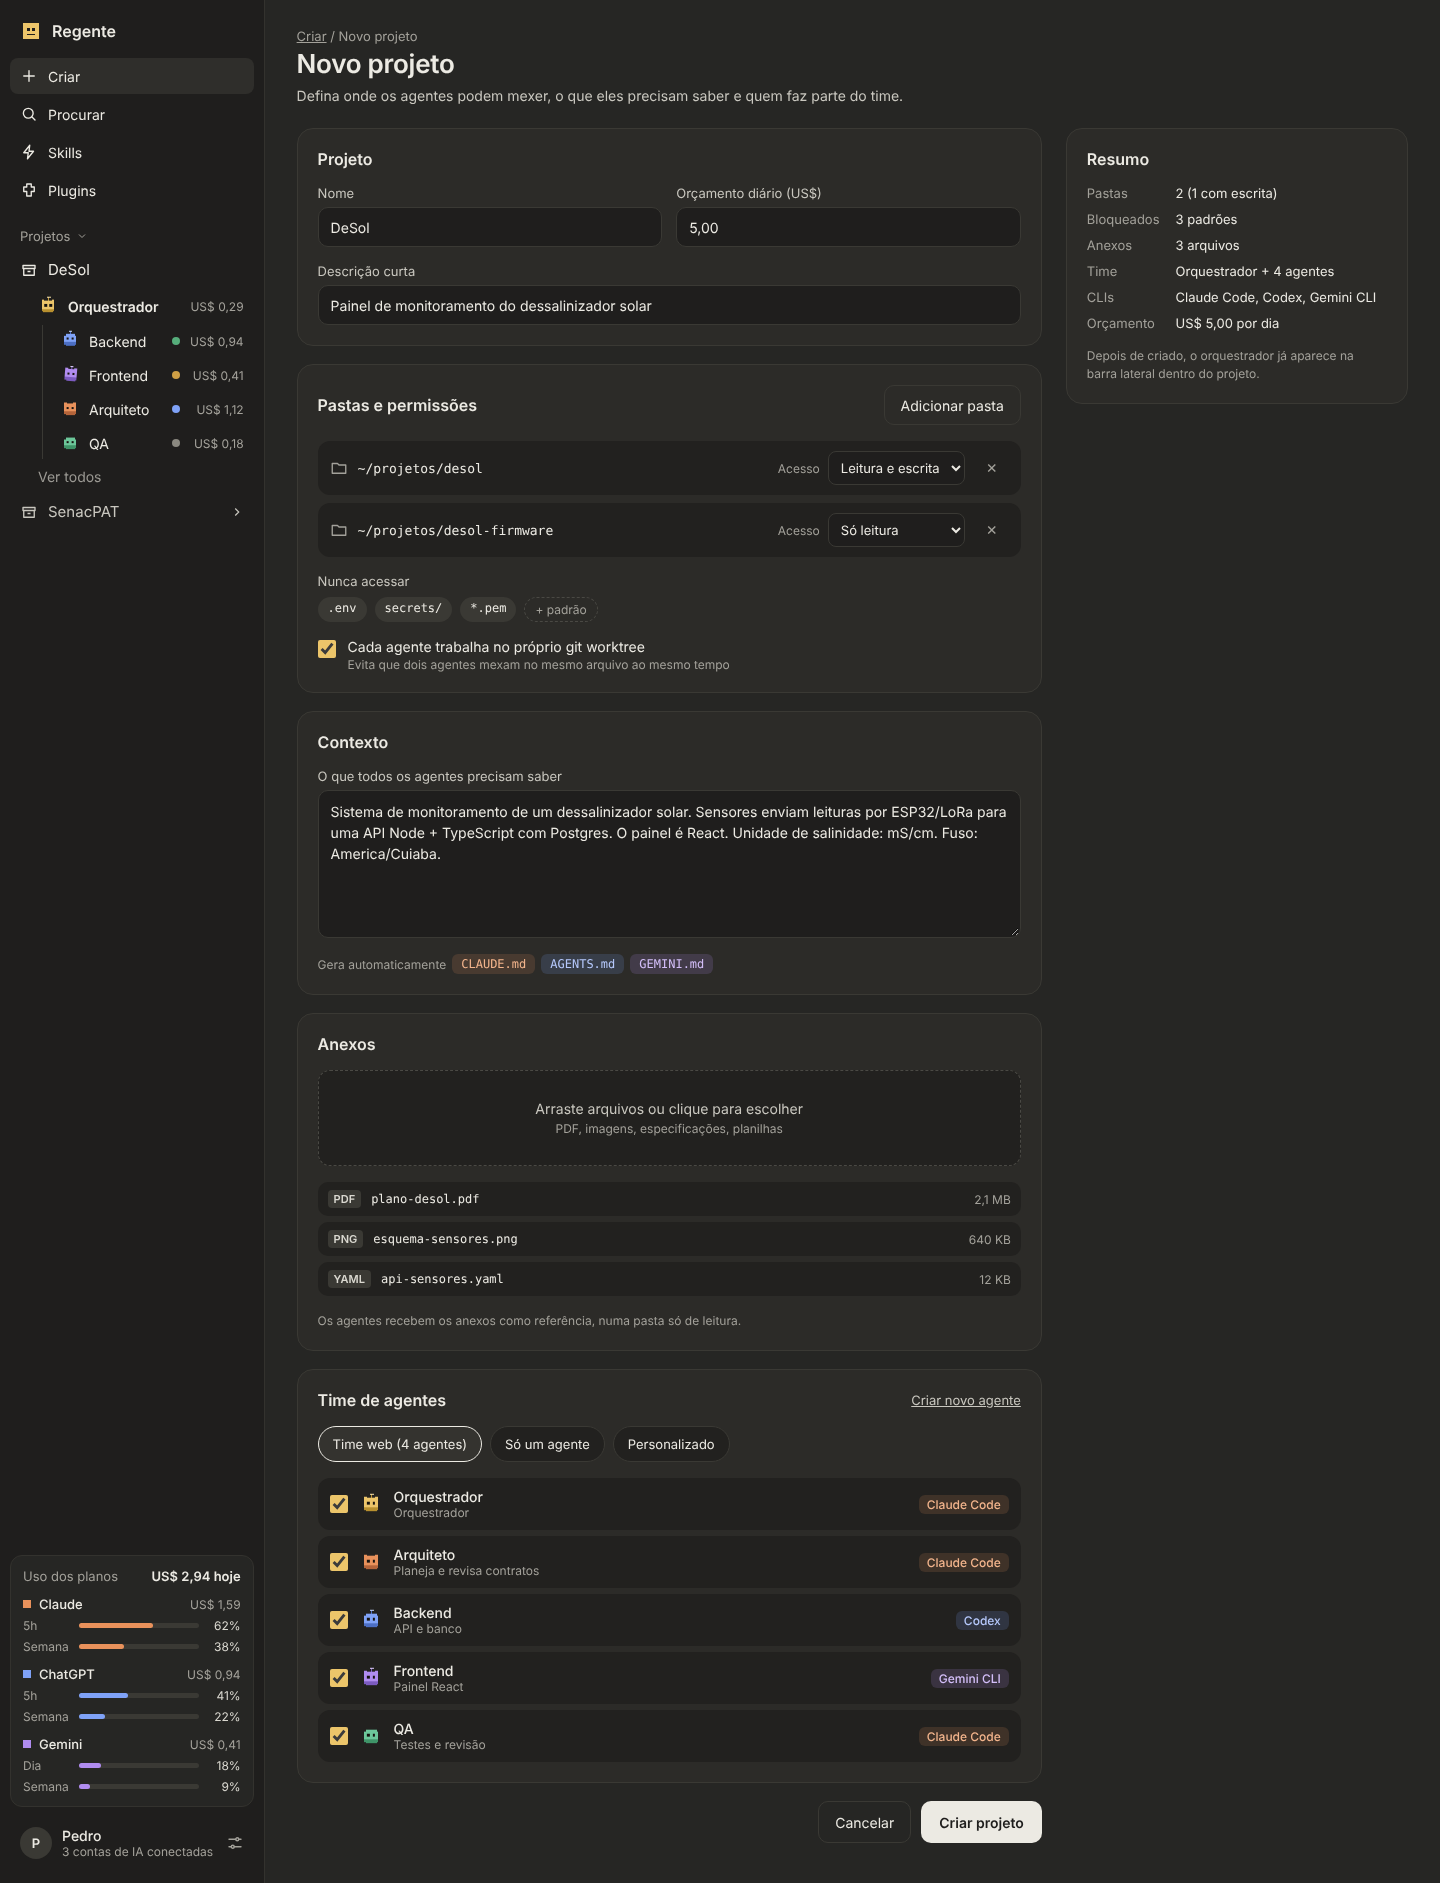 Regente
Criar
Procurar
Skills
Plugins
Projetos
DeSol
Orquestrador US$ 0,29
Backend US$ 0,94
Frontend US$ 0,41
Arquiteto US$ 1,12
QA US$ 0,18
Ver todos
SenacPAT
Uso dos planos US$ 2,94 hoje
Claude US$ 1,59
5h 62%
Semana 38%
ChatGPT US$ 0,94
5h 41%
Semana 22%
Gemini US$ 0,41
Dia 18%
Semana 9%
P
Pedro
3 contas de IA conectadas
Criar / Novo projeto
Novo projeto
Defina onde os agentes podem mexer, o que eles precisam saber e quem faz parte do time.
Projeto
Nome Orçamento diário (US$)
DeSol 5,00
Descrição curta
Painel de monitoramento do dessalinizador solar
Pastas e permissões Adicionar pasta
~/projetos/desol Acesso Leitura e escrita ×
~/projetos/desol-firmware Acesso Só leitura ×
Nunca acessar
.env secrets/ *.pem + padrão
Cada agente trabalha no próprio git worktree
Evita que dois agentes mexam no mesmo arquivo ao mesmo tempo
Contexto
O que todos os agentes precisam saber
Sistema de monitoramento de um dessalinizador solar. Sensores enviam leituras por ESP32/LoRa para
uma API Node + TypeScript com Postgres. O painel é React. Unidade de salinidade: mS/cm. Fuso:
America/Cuiaba.
Gera automaticamente CLAUDE.md AGENTS.md GEMINI.md
Anexos
Arraste arquivos ou clique para escolher
PDF, imagens, especificações, planilhas
PDF plano-desol.pdf 2,1 MB
PNG esquema-sensores.png 640 KB
YAML api-sensores.yaml 12 KB
Os agentes recebem os anexos como referência, numa pasta só de leitura.
Time de agentes Criar novo agente
Time web (4 agentes) Só um agente Personalizado
Orquestrador
Orquestrador
Claude Code
Arquiteto
Planeja e revisa contratos
Claude Code
Backend
API e banco
Codex
Frontend
Painel React
Gemini CLI
QA
Testes e revisão
Claude Code
Cancelar Criar projeto
Resumo
Pastas 2 (1 com escrita)
Bloqueados 3 padrões
Anexos 3 arquivos
Time Orquestrador + 4 agentes
CLIs Claude Code, Codex, Gemini CLI
Orçamento US$ 5,00 por dia
Depois de criado, o orquestrador já aparece na
barra lateral dentro do projeto.